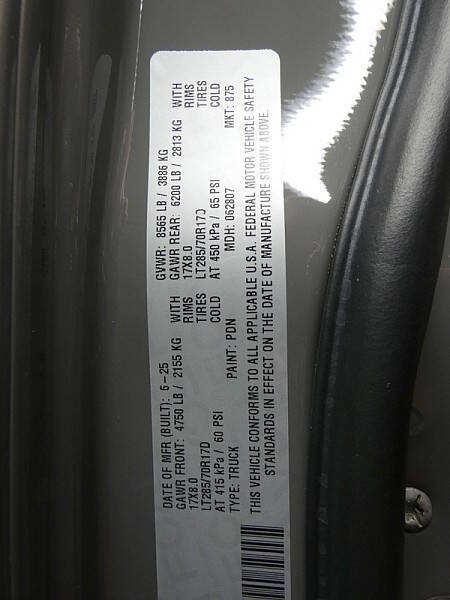 DATE OF MFR (BUILT): 6-25 GVWR: 8565 LB / 3886 KG
GAWR FRONT: 4750 LB / 2155 KG WITH GAWR REAR: 6200 LB / 2813 KG WITH
17X8.0 RIMS 17X8.0 RIMS
LT285/70R17D TIRES LT285/70R17D TIRES
AT 415 kPa / 60 PSI COLD AT 450 kPa / 65 PSI COLD
TYPE: TRUCK PAINT: PDN MDH: 062807 MKT: 875
THIS VEHICLE CONFORMS TO ALL APPLICABLE U.S.A. FEDERAL MOTOR VEHICLE SAFETY
STANDARDS IN EFFECT ON THE DATE OF MANUFACTURE SHOWN ABOVE.